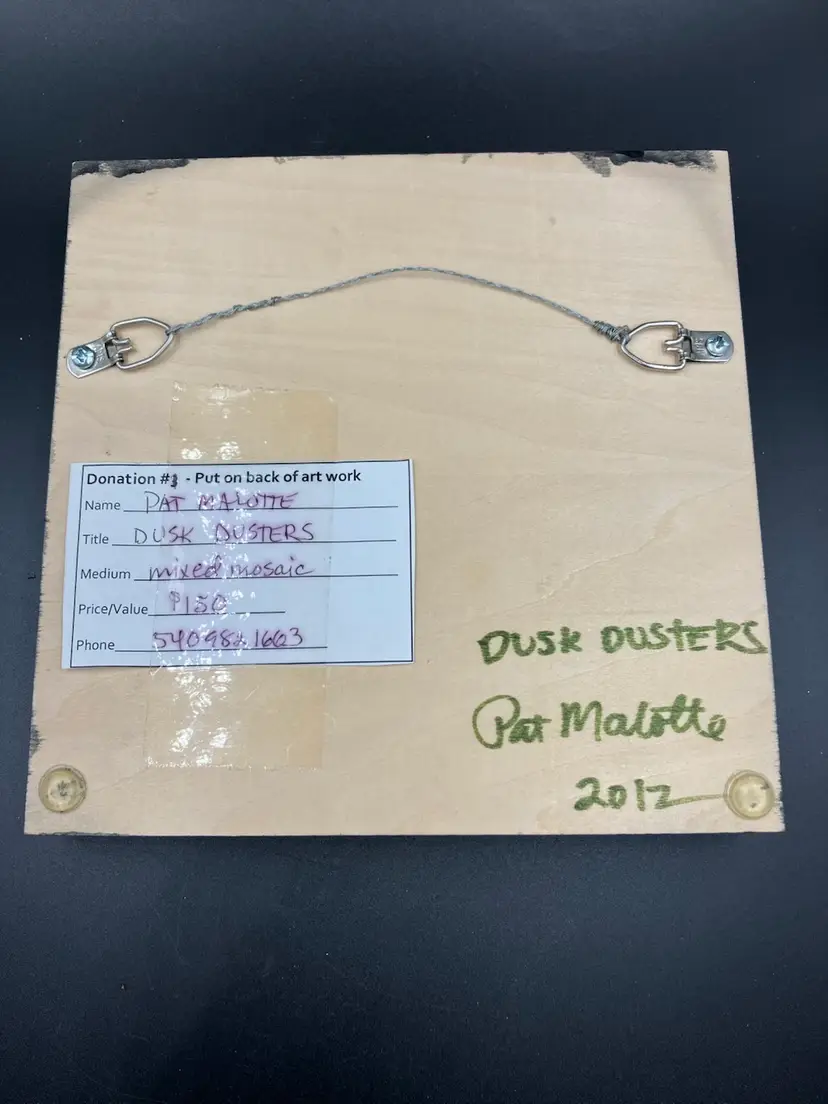 Donation # - Put on back of art work
Name PAT MALOTTE
Title DUSK DUSTERS
Medium mixed mosaic
Price/Value $150
Phone
DUSK DUSTERS
Pat Malotte
2012